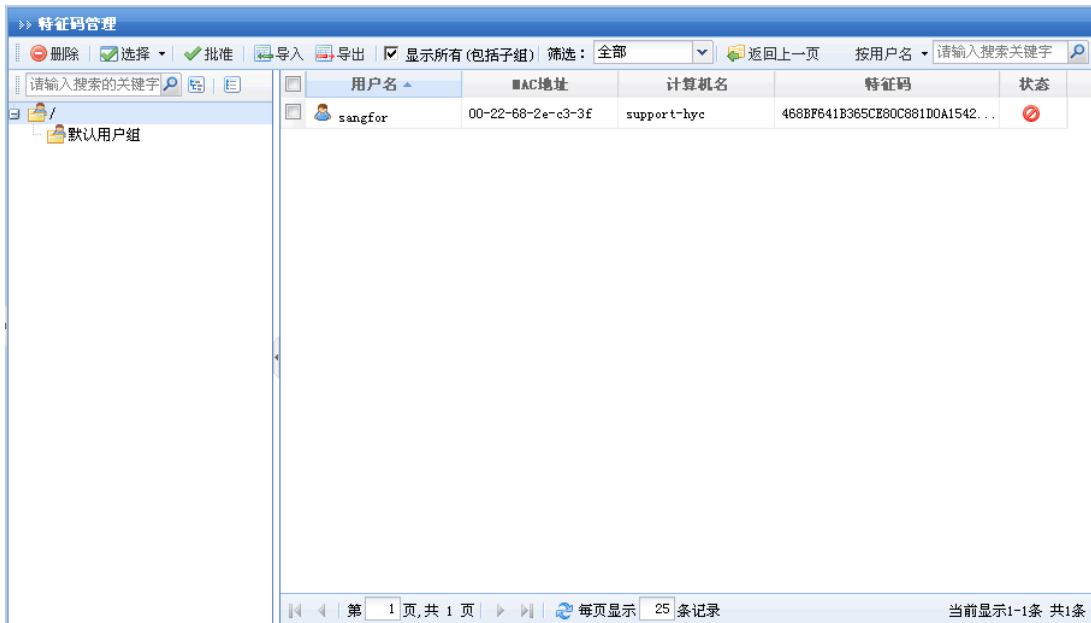 特征码管理
删除 选择 批准 导入 导出 显示所有(包括子组) 筛选: 全部 返回上一页 按用户名 请输入搜索关键字
请输入搜索的关键字
/
默认用户组
用户名 MAC地址 计算机名 特征码 状态
sangfor 00-22-68-2e-c3-3f support-hyc 468BF641B365CE80C881D0A1542...
第 1 页,共 1 页 每页显示 25 条记录 当前显示1-1条 共1条